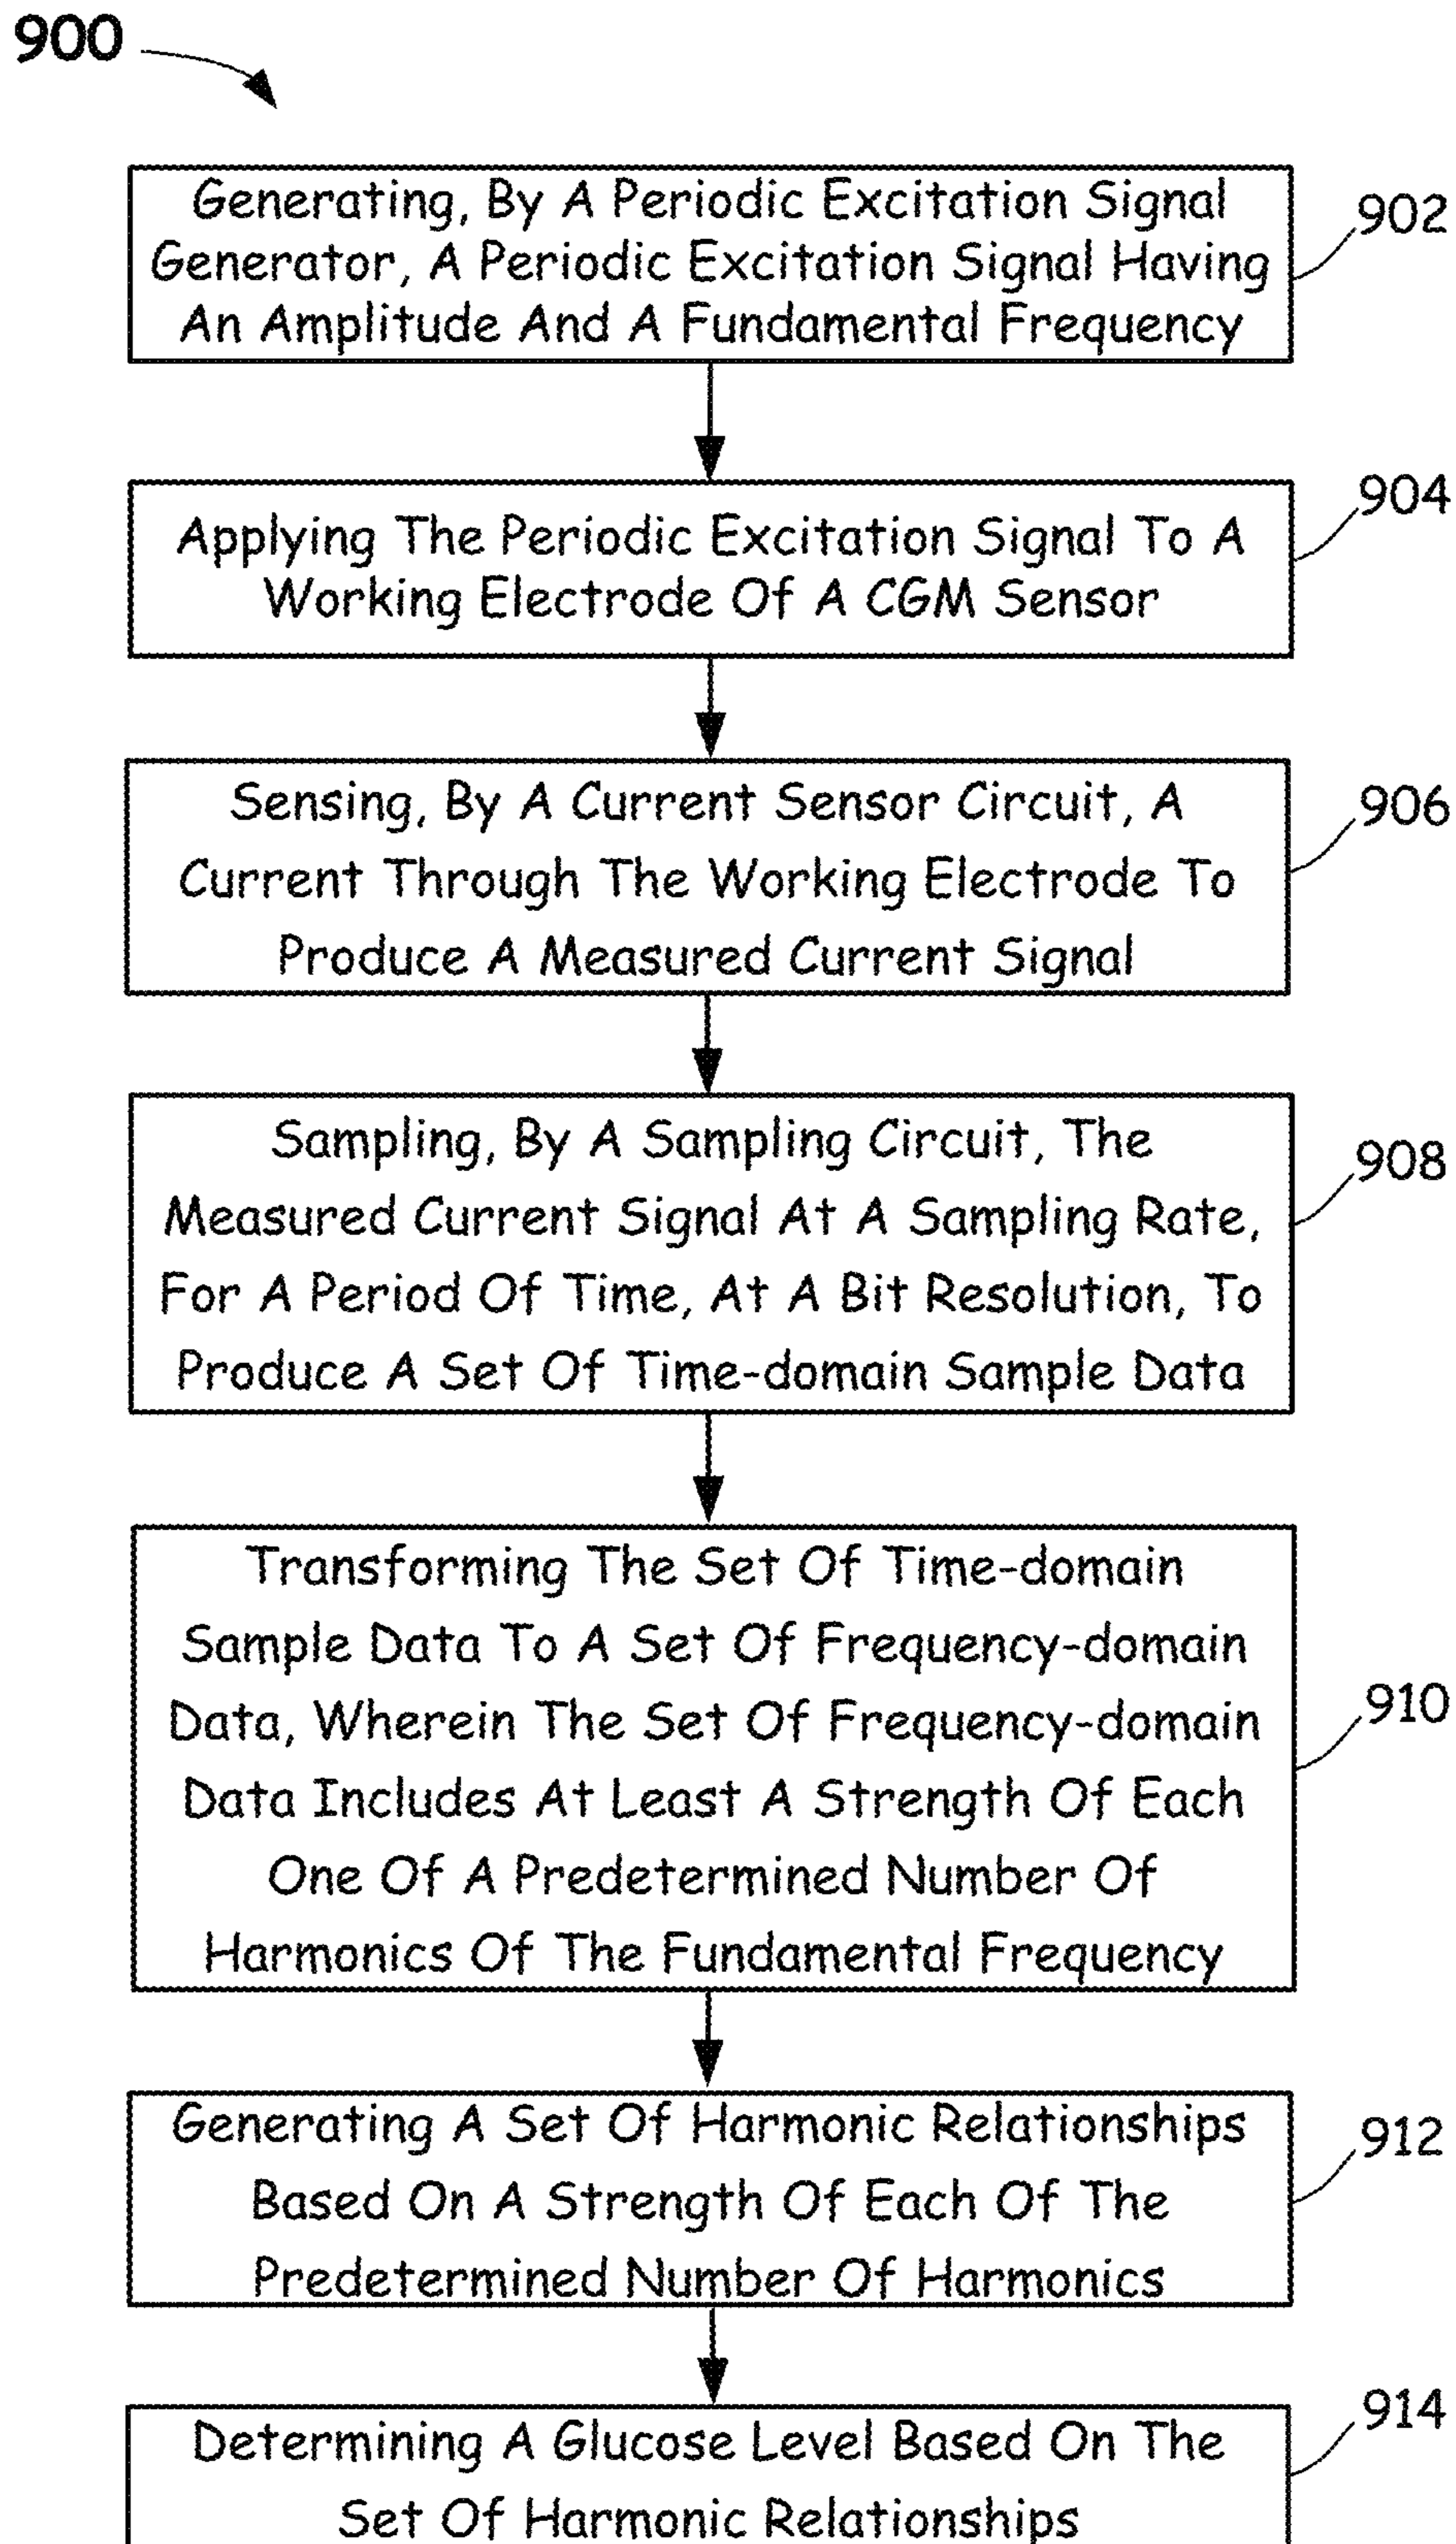 900
Generating, By A Periodic Excitation Signal
Generator, A Periodic Excitation Signal Having
An Amplitude And A Fundamental Frequency
902
Applying The Periodic Excitation Signal To A
Working Electrode Of A CGM Sensor
904
Sensing, By A Current Sensor Circuit, A
Current Through The Working Electrode To
Produce A Measured Current Signal
906
Sampling, By A Sampling Circuit, The
Measured Current Signal At A Sampling Rate,
For A Period Of Time, At A Bit Resolution, To
Produce A Set Of Time-domain Sample Data
908
Transforming The Set Of Time-domain
Sample Data To A Set Of Frequency-domain
Data, Wherein The Set Of Frequency-domain
Data Includes At Least A Strength Of Each
One Of A Predetermined Number Of
Harmonics Of The Fundamental Frequency
910
Generating A Set Of Harmonic Relationships
Based On A Strength Of Each Of The
Predetermined Number Of Harmonics
912
Determining A Glucose Level Based On The
Set Of Harmonic Relationships
914